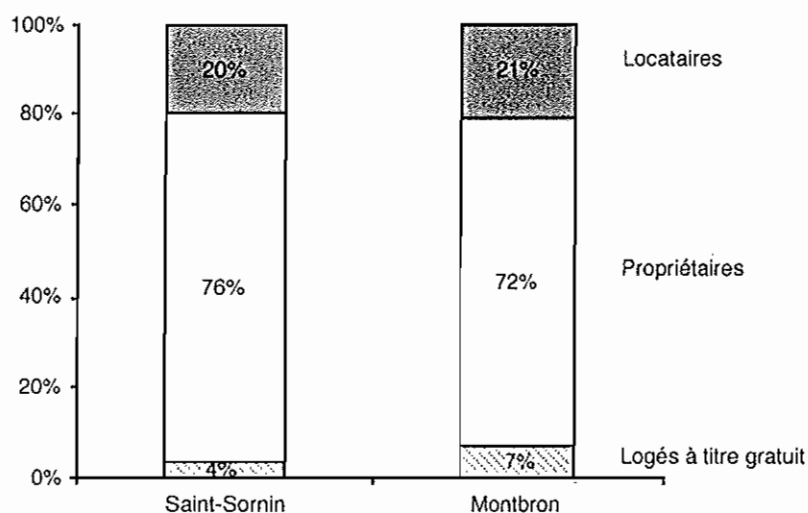 100%
20%
21%
Locataires
80%
60%
76%
72%
Propriétaires
40%
20%
4%
7%
Logés à titre gratuit
0%
Saint-Sornin
Montbron